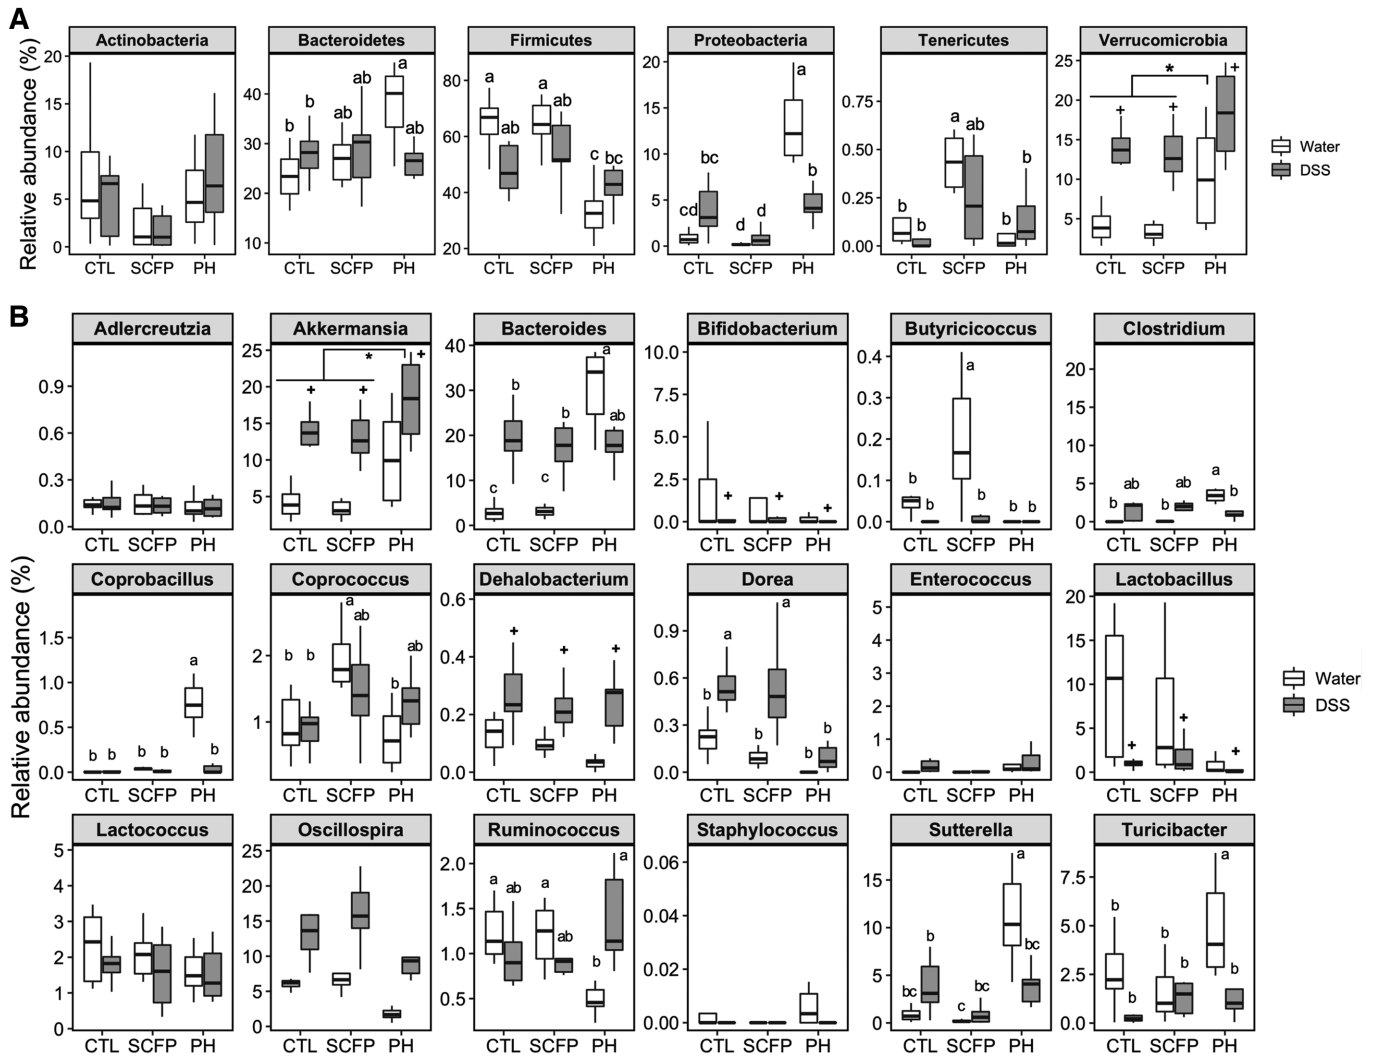 A
Actinobacteria Bacteroidetes Firmicutes Proteobacteria Tenericutes Verrucomicrobia
Relative abundance (%)
20 15 10 5 0
40 30 20 10
b b ab ab a ab
80 60 40 20
a ab a ab c bc
20 15 10 5 0
cd bc d d a b
0.75 0.50 0.25 0.00
b b a ab b b
25 20 15 10 5
+ + * +
CTL SCFP PH CTL SCFP PH CTL SCFP PH CTL SCFP PH CTL SCFP PH CTL SCFP PH
Water
DSS
B
Relative abundance (%)
Adlercreutzia Akkermansia Bacteroides Bifidobacterium Butyricicoccus Clostridium
0.9 0.6 0.3 0.0
25 20 15 10 5
+ + * +
40 30 20 10 0
c b c b a ab
10.0 7.5 5.0 2.5 0.0
+ + +
0.4 0.3 0.2 0.1 0.0
b b a b b b
20 15 10 5 0
b ab b ab a b
CTL SCFP PH CTL SCFP PH CTL SCFP PH CTL SCFP PH CTL SCFP PH CTL SCFP PH
Coprobacillus Coprococcus Dehalobacterium Dorea Enterococcus Lactobacillus
1.5 1.0 0.5 0.0
b b b b a b
2 1
b b a ab b ab
0.6 0.4 0.2 0.0
+ + +
0.9 0.6 0.3 0.0
b a b a b b
5 4 3 2 1 0
20 15 10 5 0
+ + +
CTL SCFP PH CTL SCFP PH CTL SCFP PH CTL SCFP PH CTL SCFP PH CTL SCFP PH
Water
DSS
Lactococcus Oscillospira Ruminococcus Staphylococcus Sutterella Turicibacter
5 4 3 2 1 0
25 20 15 10 5 0
2.0 1.5 1.0 0.5
a ab a ab b a
0.06 0.04 0.02 0.00
15 10 5 0
bc b c bc a bc
7.5 5.0 2.5 0.0
b b b b a b
CTL SCFP PH CTL SCFP PH CTL SCFP PH CTL SCFP PH CTL SCFP PH CTL SCFP PH